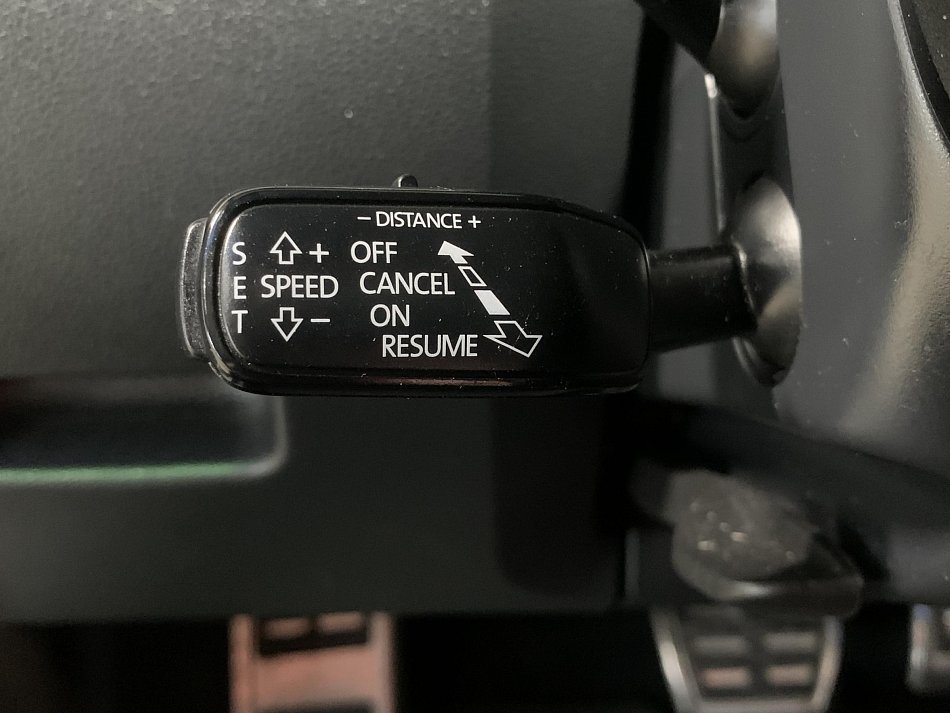 − DISTANCE +
S + OFF
E SPEED CANCEL
T − ON
RESUME